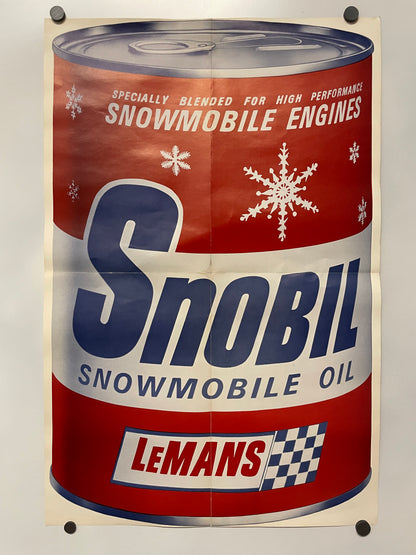 SPECIALLY BLENDED FOR HIGH PERFORMANCE
SNOWMOBILE ENGINES
SNOBIL
SNOWMOBILE OIL
LEMANS